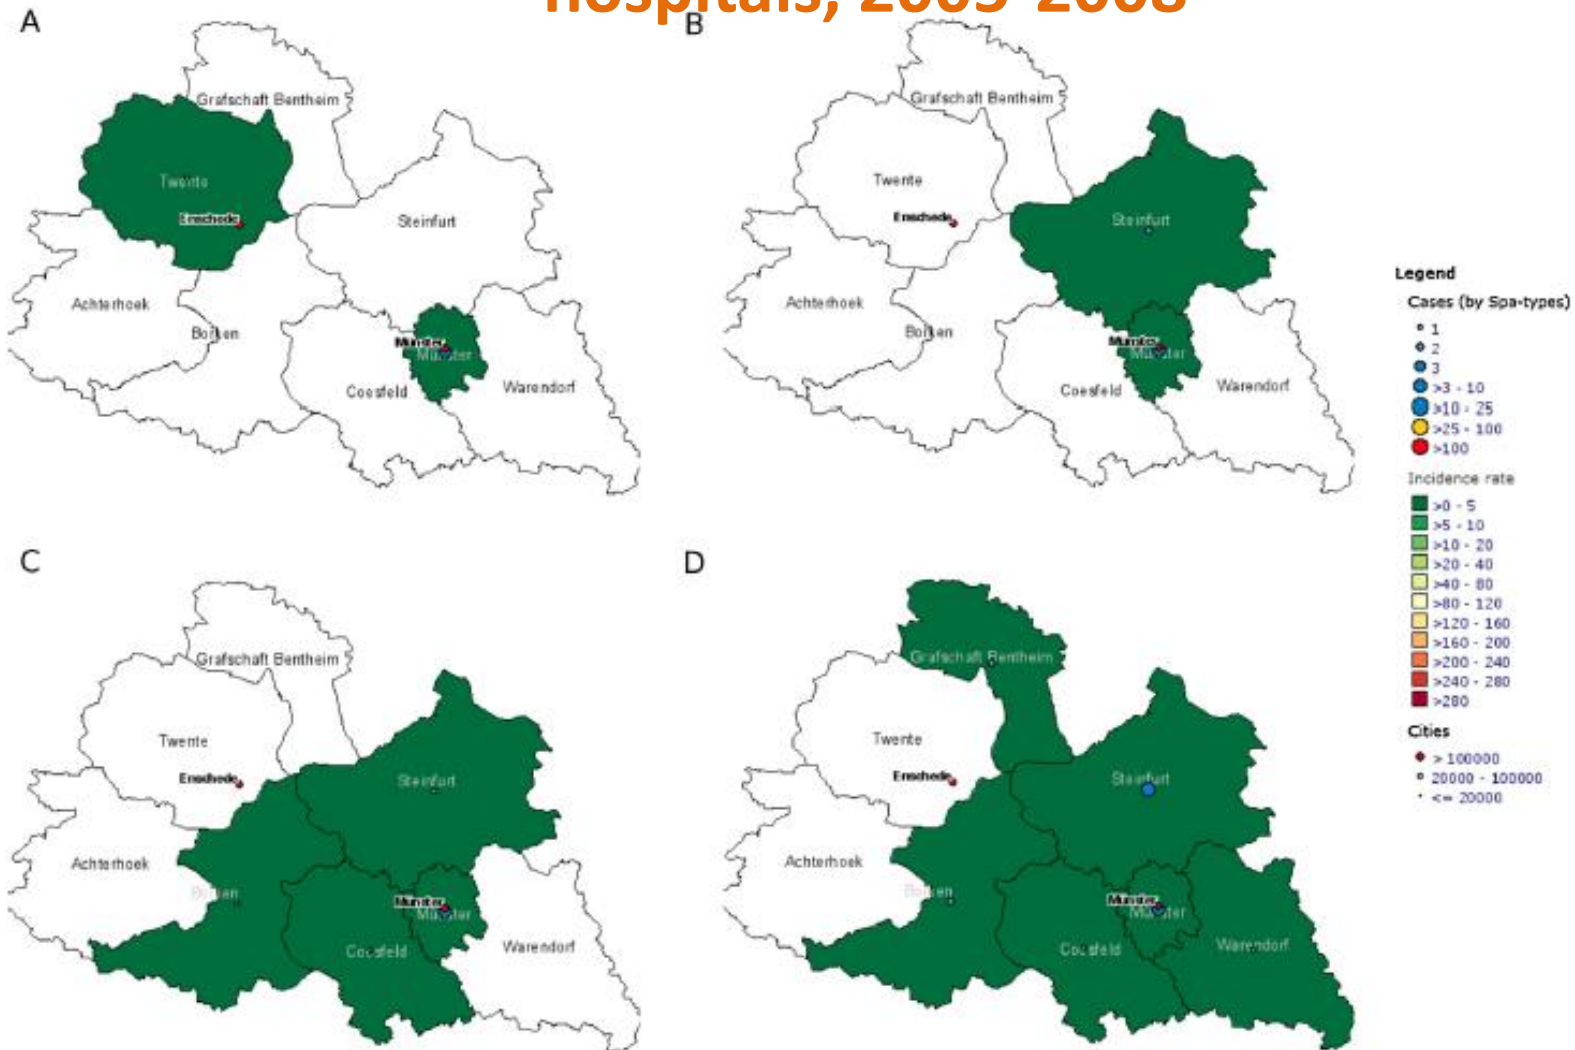 hospitals, 2005-2008
A
Grafschaft Bentheim
Twente
Enschede
Steinfurt
Achterhoek
Borken
Münster
Münster
Coesfeld
Warendorf
B
Grafschaft Bentheim
Twente
Enschede
Steinfurt
Achterhoek
Borken
Münster
Münster
Coesfeld
Warendorf
Legend
Cases (by Spa-types)
1
2
3
>3 - 10
>10 - 25
>25 - 100
>100
Incidence rate
>0 - 5
>5 - 10
>10 - 20
>20 - 40
>40 - 80
>80 - 120
>120 - 160
>160 - 200
>200 - 240
>240 - 280
>280
Cities
> 100000
20000 - 100000
<= 20000
C
Grafschaft Bentheim
Twente
Enschede
Steinfurt
Achterhoek
Borken
Münster
Münster
Coesfeld
Warendorf
D
Grafschaft Bentheim
Twente
Enschede
Steinfurt
Achterhoek
Borken
Münster
Münster
Coesfeld
Warendorf